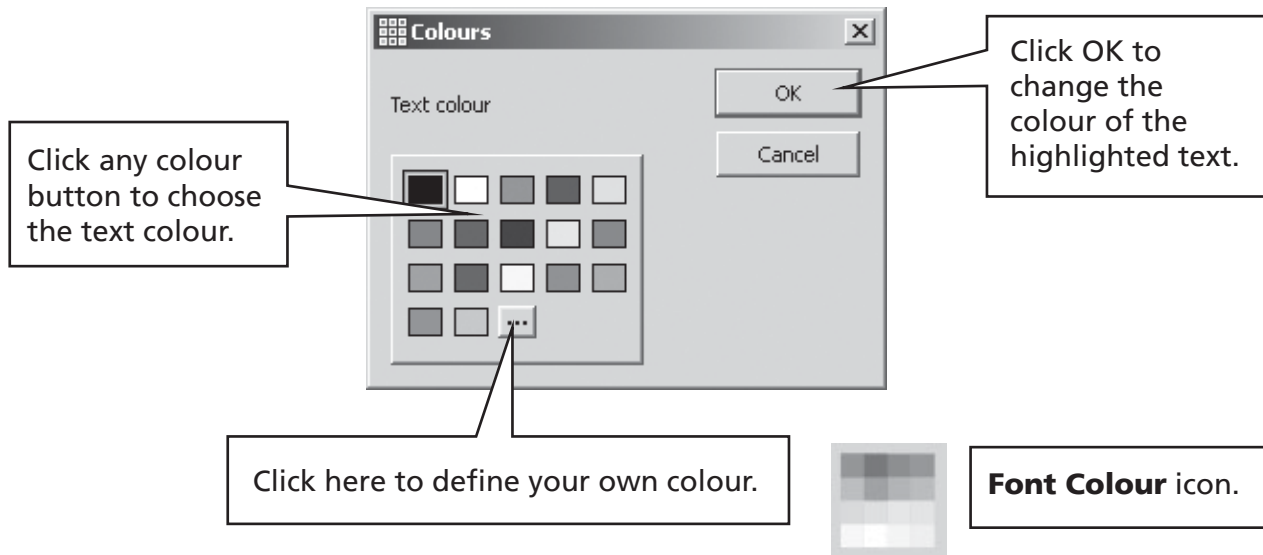 Colours
Text colour
OK
Cancel
...
Click any colour
button to choose
the text colour.
Click OK to
change the
colour of the
highlighted text.
Click here to define your own colour.
Font Colour icon.